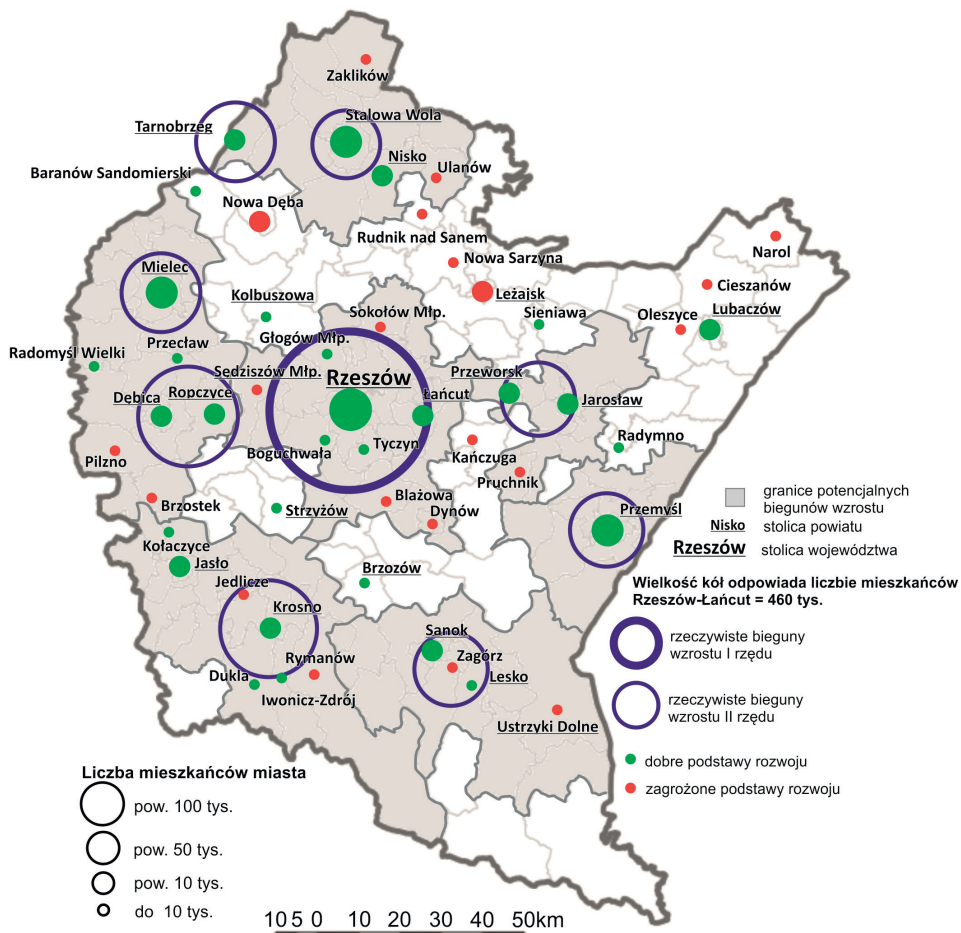 Zaklików
Tarnobrzeg
Stalowa Wola
Nisko
Ulanów
Baranów Sandomierski
Nowa Dęba
Rudnik nad Sanem
Narol
Nowa Sarzyna
Mielec
Cieszanów
Kolbuszowa
Leżajsk
Sokołów Młp.
Sieniawa
Oleszyce
Lubaczów
Głogów Młp.
Przecław
Radomyśl Wielki
Sędziszów Młp.
Rzeszów
Przeworsk
Dębica
Ropczyce
Łańcut
Jarosław
Boguchwała
Tyczyn
Radymno
Kańczuga
Pilzno
Pruchnik
Brzostek
Błażowa
Dynów
Strzyżów
Przemyśl
Kołaczyce
Jasło
Brzozów
Jedlicze
Krosno
Sanok
Zagórz
Rymanów
Dukla
Lesko
Iwonicz-Zdrój
Ustrzyki Dolne
granice potencjalnych
biegunów wzrostu
Nisko stolica powiatu
Rzeszów stolica województwa
Wielkość kół odpowiada liczbie mieszkańców
Rzeszów-Łańcut = 460 tys.
rzeczywiste bieguny
wzrostu I rzędu
rzeczywiste bieguny
wzrostu II rzędu
dobre podstawy rozwoju
zagrożone podstawy rozwoju
Liczba mieszkańców miasta
pow. 100 tys.
pow. 50 tys.
pow. 10 tys.
do 10 tys.
10 5 0 10 20 30 40 50km